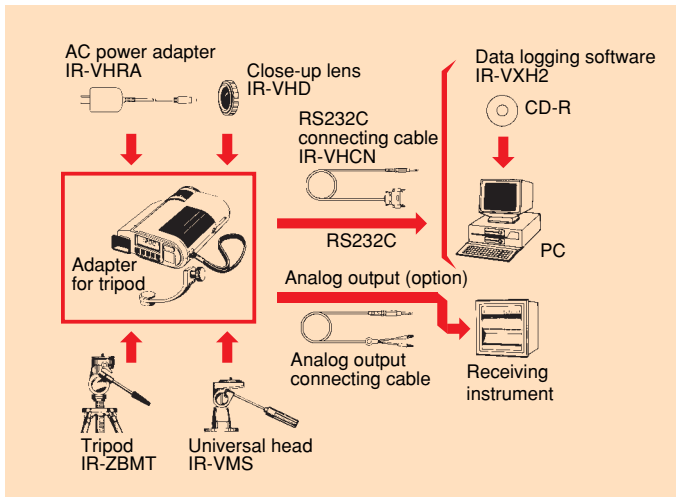 AC power adapter
IR-VHRA
Close-up lens
IR-VHD
RS232C
connecting cable
IR-VHCN
Data logging software
IR-VXH2
CD-R
RS232C
PC
Adapter
for tripod
Analog output (option)
Analog output
connecting cable
Receiving
instrument
Tripod
IR-ZBMT
Universal head
IR-VMS